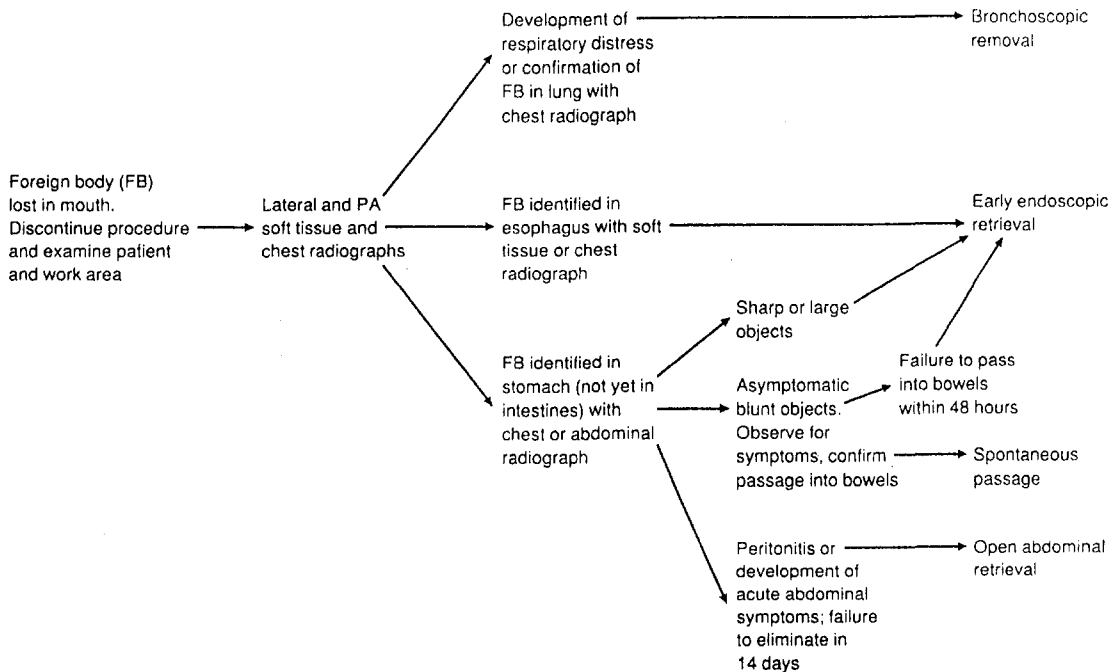 Development of
respiratory distress
or confirmation of
FB in lung with
chest radiograph
Bronchoscopic
removal
Foreign body (FB)
lost in mouth.
Discontinue procedure
and examine patient
and work area
Lateral and PA
soft tissue and
chest radiographs
FB identified in
esophagus with soft
tissue or chest
radiograph
Early endoscopic
retrieval
Sharp or large
objects
FB identified in
stomach (not yet in
intestines) with
chest or abdominal
radiograph
Asymptomatic
blunt objects.
Observe for
symptoms, confirm
passage into bowels
Failure to pass
into bowels
within 48 hours
Spontaneous
passage
Peritonitis or
development of
acute abdominal
symptoms; failure
to eliminate in
14 days
Open abdominal
retrieval